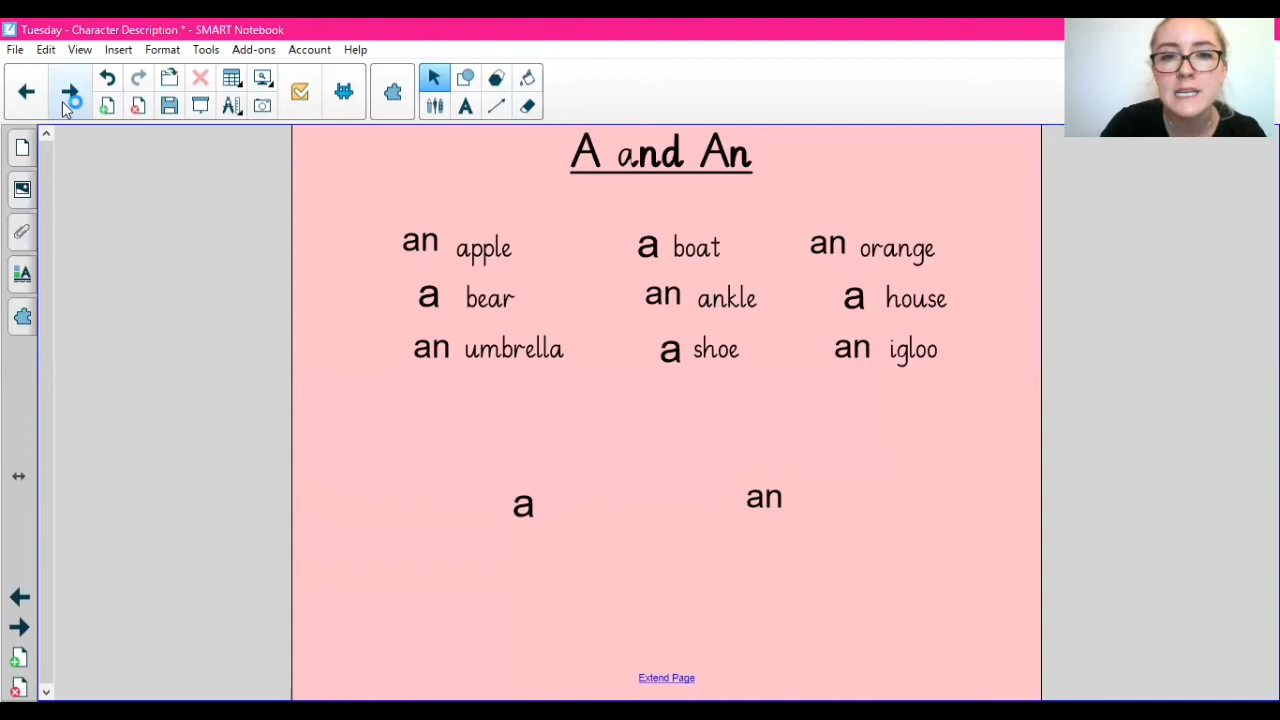 Tuesday - Character Description * - SMART Notebook
File Edit View Insert Format Tools Add-ons Account Help
A and An
an apple a boat an orange
a bear an ankle a house
an umbrella a shoe an igloo
a an
Extend Page